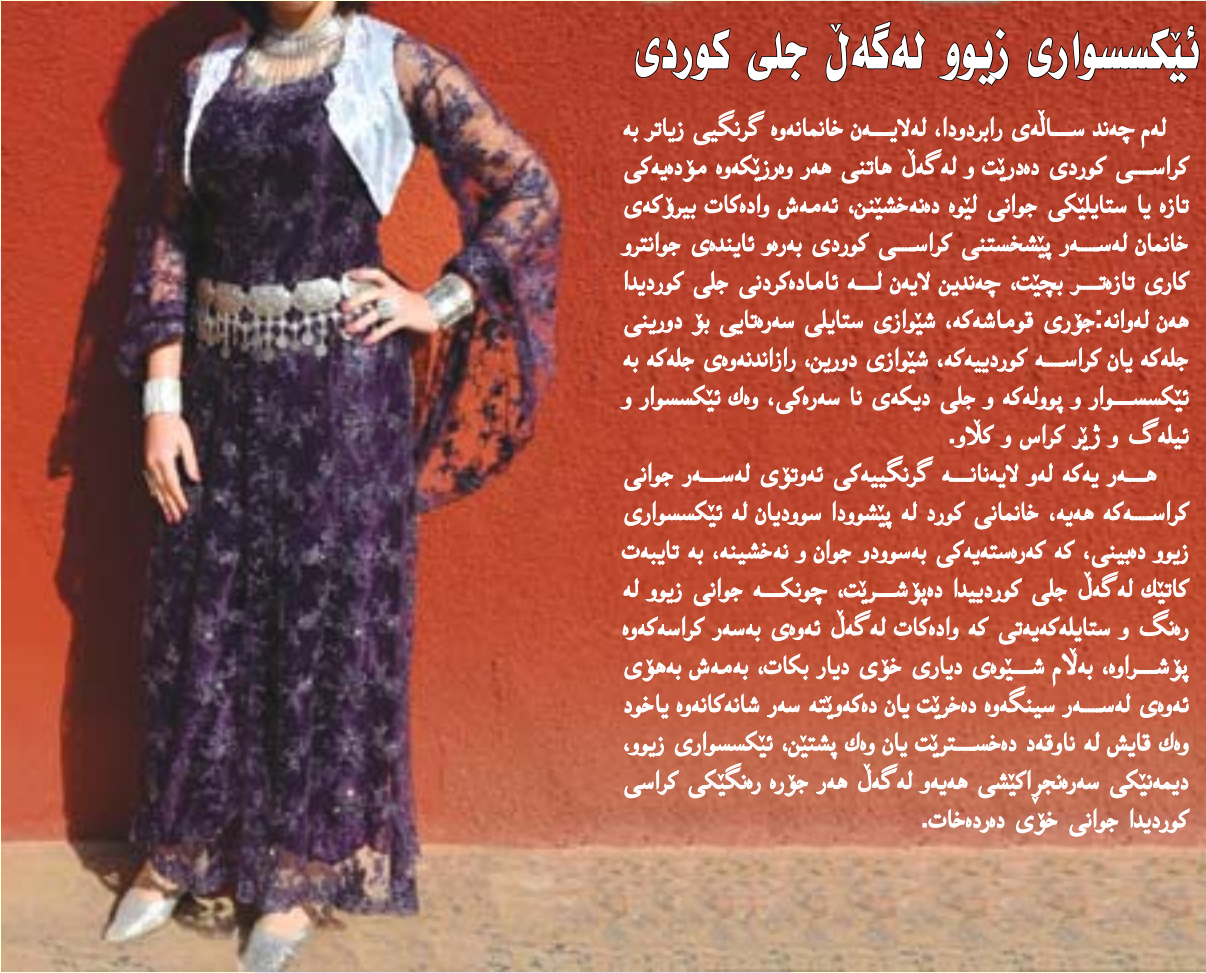 ئێکسسواری زیوو لەگەڵ جلی کوردی
لەم چەند ساڵەی رابردودا، لەلایەن خانمانەوە گرنگیی زیاتر بە
کراسی کوردی دەدرێت و لەگەڵ هاتنی هەر وەرزێکەوە مۆدەیەکی
تازە یا ستایلێکی جوانی لێوە دەنەخشێنن، ئەمەش وادەکات بیرۆکەی
خانمان لەسەر پێشخستنی کراسی کوردی بەرەو ئایندەی جوانترو
کاری تازەتر بچێت، چەندین لایەن لە ئامادەکردنی جلی کوردیدا
هەن لەوانە:جۆری قوماشەکە، شێوازی ستایلی سەرەتایی بۆ دورینی
جلەکە یان کراسە کوردییەکە، شێوازی دورین، رازاندنەوەی جلەکە بە
ئێکسسوار و پوولەکە و جلی دیکەی نا سەرەکی، وەك ئێکسسوار و
ئیلەگ و ژێر کراس و کڵاو.
هەر یەکە لەو لایەنانە گرنگییەکی ئەوتۆی لەسەر جوانی
کراسەکە هەیە، خانمانی کورد لە پێشوودا سوودیان لە ئێکسسواری
زیوو دەبینی، کە کەرەستەیەکی بەسوودو جوان و نەخشینە، بە تایبەت
کاتێك لەگەڵ جلی کوردییدا دەپۆشرێت، چونکە جوانی زیوو لە
رەنگ و ستایلەکەیەتی کە وادەکات لەگەڵ ئەوەی بەسەر کراسەکەوە
پۆشراوە، بەڵام شێوەی دیاری خۆی دیار بکات، بەمەش بەهۆی
ئەوەی لەسەر سینگەوە دەخرێت یان دەکەوێتە سەر شانەکانەوە یاخود
وەك قایش لە ناوقەد دەخسترێت یان وەك پشتێن، ئێکسسواری زیوو،
دیمەنێکی سەرەنجڕاکێشی هەیەو لەگەڵ هەر جۆرە رەنگێکی کراسی
کوردیدا جوانی خۆی دەردەخات.